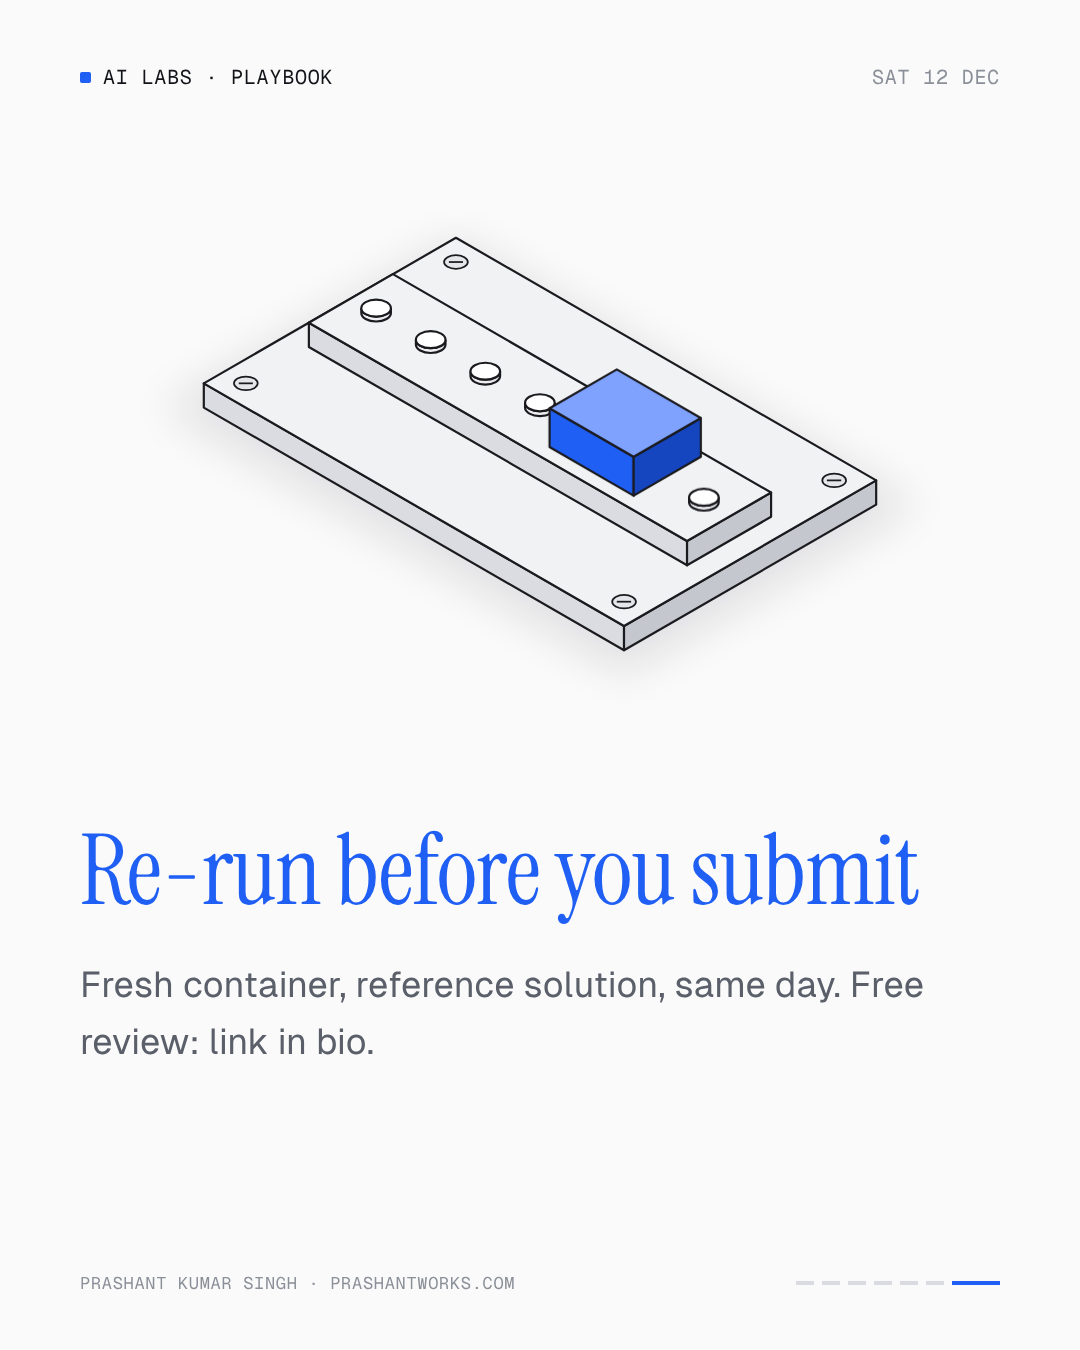 AI LABS · PLAYBOOK
SAT 12 DEC
Re-run before you submit
Fresh container, reference solution, same day. Free
review: link in bio.
PRASHANT KUMAR SINGH · PRASHANTWORKS.COM